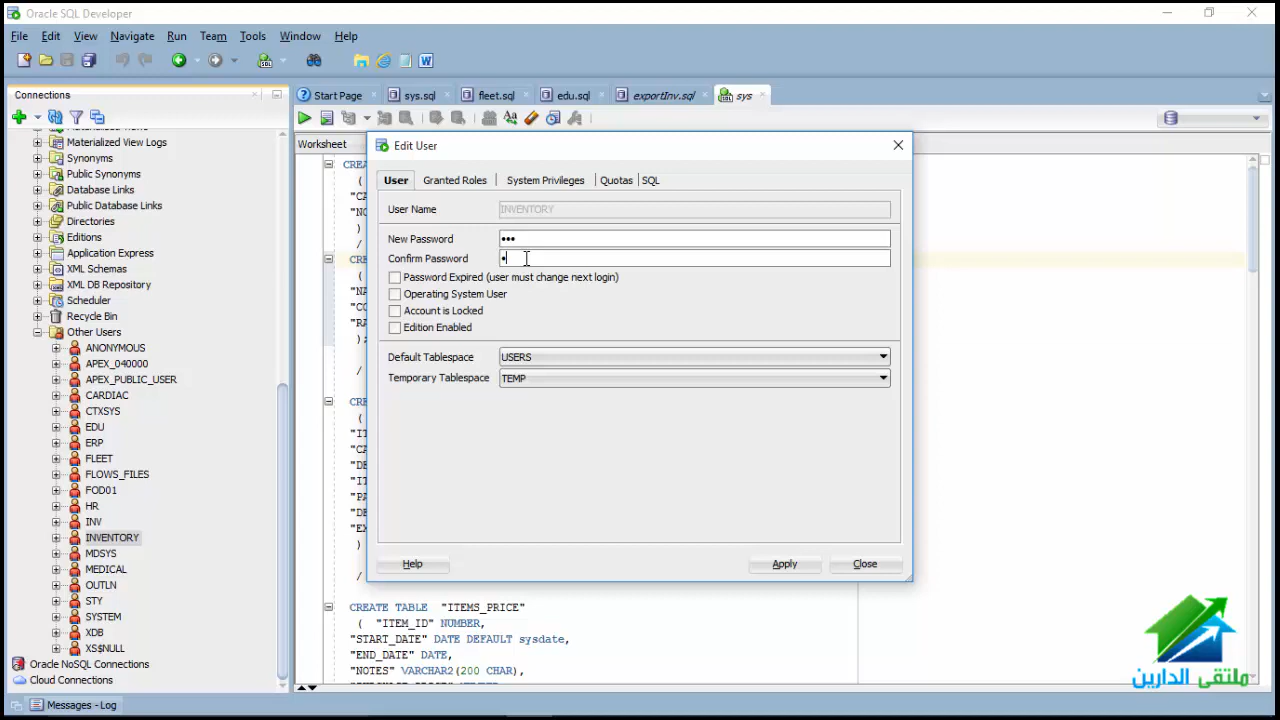 Oracle SQL Developer
File Edit View Navigate Run Team Tools Window Help
Connections
Start Page
sys.sql
fleet.sql
edu.sql
exportInv.sql
sys
Materialized View Logs
Synonyms
Public Synonyms
Database Links
Public Database Links
Directories
Editions
Application Express
XML Schemas
XML DB Repository
Scheduler
Recycle Bin
Other Users
ANONYMOUS
APEX_040000
APEX_PUBLIC_USER
CARDIAC
CTXSYS
EDU
ERP
FLEET
FLOWS_FILES
FOD01
HR
INV
INVENTORY
MDSYS
MEDICAL
OUTLN
STY
SYSTEM
XDB
XS$NULL
Oracle NoSQL Connections
Cloud Connections
Messages - Log
Worksheet
Edit User
User Granted Roles System Privileges Quotas SQL
User Name INVENTORY
New Password •••
Confirm Password •
Password Expired (user must change next login)
Operating System User
Account is Locked
Edition Enabled
Default Tablespace USERS
Temporary Tablespace TEMP
Help Apply Close
CREATE TABLE "ITEMS_PRICE"
( "ITEM_ID" NUMBER,
"START_DATE" DATE DEFAULT sysdate,
"END_DATE" DATE,
"NOTES" VARCHAR2(200 CHAR),
ملتقى الدارين